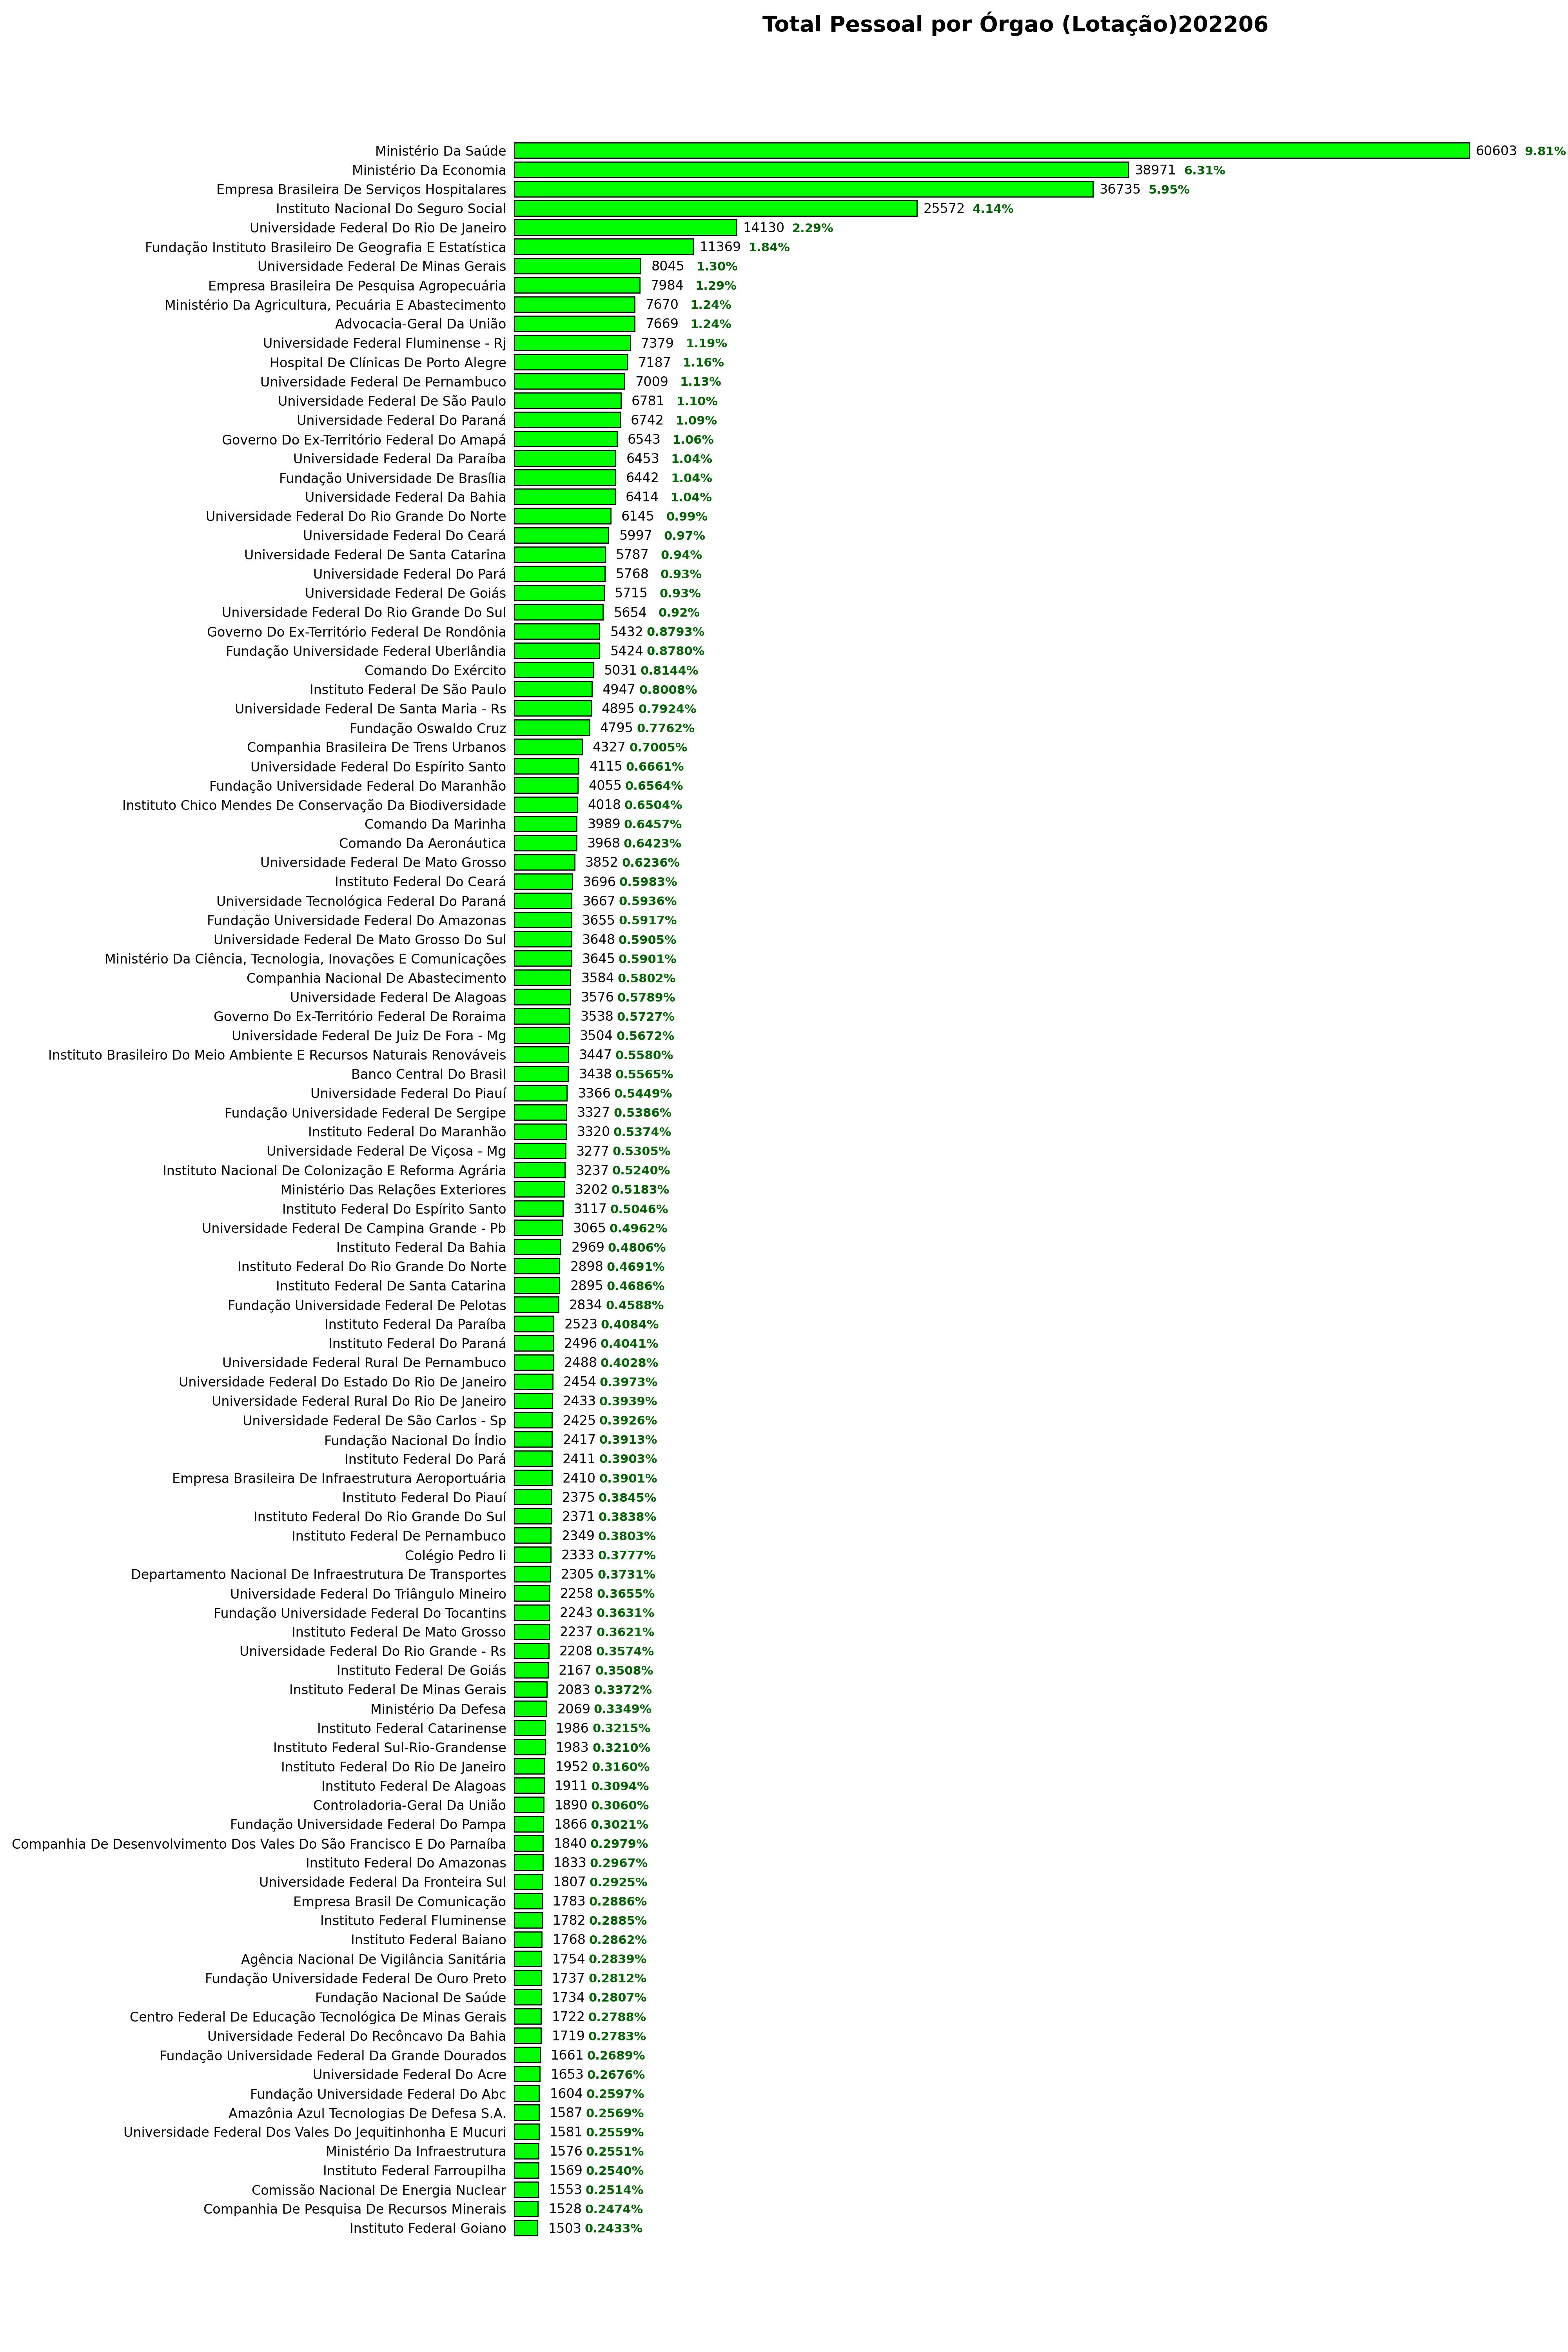 Total Pessoal por Órgao (Lotação)202206
Ministério Da Saúde 60603 9.81%
Ministério Da Economia 38971 6.31%
Empresa Brasileira De Serviços Hospitalares 36735 5.95%
Instituto Nacional Do Seguro Social 25572 4.14%
Universidade Federal Do Rio De Janeiro 14130 2.29%
Fundação Instituto Brasileiro De Geografia E Estatística 11369 1.84%
Universidade Federal De Minas Gerais 8045 1.30%
Empresa Brasileira De Pesquisa Agropecuária 7984 1.29%
Ministério Da Agricultura, Pecuária E Abastecimento 7670 1.24%
Advocacia-Geral Da União 7669 1.24%
Universidade Federal Fluminense - Rj 7379 1.19%
Hospital De Clínicas De Porto Alegre 7187 1.16%
Universidade Federal De Pernambuco 7009 1.13%
Universidade Federal De São Paulo 6781 1.10%
Universidade Federal Do Paraná 6742 1.09%
Governo Do Ex-Território Federal Do Amapá 6543 1.06%
Universidade Federal Da Paraíba 6453 1.04%
Fundação Universidade De Brasília 6442 1.04%
Universidade Federal Da Bahia 6414 1.04%
Universidade Federal Do Rio Grande Do Norte 6145 0.99%
Universidade Federal Do Ceará 5997 0.97%
Universidade Federal De Santa Catarina 5787 0.94%
Universidade Federal Do Pará 5768 0.93%
Universidade Federal De Goiás 5715 0.93%
Universidade Federal Do Rio Grande Do Sul 5654 0.92%
Governo Do Ex-Território Federal De Rondônia 5432 0.8793%
Fundação Universidade Federal Uberlândia 5424 0.8780%
Comando Do Exército 5031 0.8144%
Instituto Federal De São Paulo 4947 0.8008%
Universidade Federal De Santa Maria - Rs 4895 0.7924%
Fundação Oswaldo Cruz 4795 0.7762%
Companhia Brasileira De Trens Urbanos 4327 0.7005%
Universidade Federal Do Espírito Santo 4115 0.6661%
Fundação Universidade Federal Do Maranhão 4055 0.6564%
Instituto Chico Mendes De Conservação Da Biodiversidade 4018 0.6504%
Comando Da Marinha 3989 0.6457%
Comando Da Aeronáutica 3968 0.6423%
Universidade Federal De Mato Grosso 3852 0.6236%
Instituto Federal Do Ceará 3696 0.5983%
Universidade Tecnológica Federal Do Paraná 3667 0.5936%
Fundação Universidade Federal Do Amazonas 3655 0.5917%
Universidade Federal De Mato Grosso Do Sul 3648 0.5905%
Ministério Da Ciência, Tecnologia, Inovações E Comunicações 3645 0.5901%
Companhia Nacional De Abastecimento 3584 0.5802%
Universidade Federal De Alagoas 3576 0.5789%
Governo Do Ex-Território Federal De Roraima 3538 0.5727%
Universidade Federal De Juiz De Fora - Mg 3504 0.5672%
Instituto Brasileiro Do Meio Ambiente E Recursos Naturais Renováveis 3447 0.5580%
Banco Central Do Brasil 3438 0.5565%
Universidade Federal Do Piauí 3366 0.5449%
Fundação Universidade Federal De Sergipe 3327 0.5386%
Instituto Federal Do Maranhão 3320 0.5374%
Universidade Federal De Viçosa - Mg 3277 0.5305%
Instituto Nacional De Colonização E Reforma Agrária 3237 0.5240%
Ministério Das Relações Exteriores 3202 0.5183%
Instituto Federal Do Espírito Santo 3117 0.5046%
Universidade Federal De Campina Grande - Pb 3065 0.4962%
Instituto Federal Da Bahia 2969 0.4806%
Instituto Federal Do Rio Grande Do Norte 2898 0.4691%
Instituto Federal De Santa Catarina 2895 0.4686%
Fundação Universidade Federal De Pelotas 2834 0.4588%
Instituto Federal Da Paraíba 2523 0.4084%
Instituto Federal Do Paraná 2496 0.4041%
Universidade Federal Rural De Pernambuco 2488 0.4028%
Universidade Federal Do Estado Do Rio De Janeiro 2454 0.3973%
Universidade Federal Rural Do Rio De Janeiro 2433 0.3939%
Universidade Federal De São Carlos - Sp 2425 0.3926%
Fundação Nacional Do Índio 2417 0.3913%
Instituto Federal Do Pará 2411 0.3903%
Empresa Brasileira De Infraestrutura Aeroportuária 2410 0.3901%
Instituto Federal Do Piauí 2375 0.3845%
Instituto Federal Do Rio Grande Do Sul 2371 0.3838%
Instituto Federal De Pernambuco 2349 0.3803%
Colégio Pedro Ii 2333 0.3777%
Departamento Nacional De Infraestrutura De Transportes 2305 0.3731%
Universidade Federal Do Triângulo Mineiro 2258 0.3655%
Fundação Universidade Federal Do Tocantins 2243 0.3631%
Instituto Federal De Mato Grosso 2237 0.3621%
Universidade Federal Do Rio Grande - Rs 2208 0.3574%
Instituto Federal De Goiás 2167 0.3508%
Instituto Federal De Minas Gerais 2083 0.3372%
Ministério Da Defesa 2069 0.3349%
Instituto Federal Catarinense 1986 0.3215%
Instituto Federal Sul-Rio-Grandense 1983 0.3210%
Instituto Federal Do Rio De Janeiro 1952 0.3160%
Instituto Federal De Alagoas 1911 0.3094%
Controladoria-Geral Da União 1890 0.3060%
Fundação Universidade Federal Do Pampa 1866 0.3021%
Companhia De Desenvolvimento Dos Vales Do São Francisco E Do Parnaíba 1840 0.2979%
Instituto Federal Do Amazonas 1833 0.2967%
Universidade Federal Da Fronteira Sul 1807 0.2925%
Empresa Brasil De Comunicação 1783 0.2886%
Instituto Federal Fluminense 1782 0.2885%
Instituto Federal Baiano 1768 0.2862%
Agência Nacional De Vigilância Sanitária 1754 0.2839%
Fundação Universidade Federal De Ouro Preto 1737 0.2812%
Fundação Nacional De Saúde 1734 0.2807%
Centro Federal De Educação Tecnológica De Minas Gerais 1722 0.2788%
Universidade Federal Do Recôncavo Da Bahia 1719 0.2783%
Fundação Universidade Federal Da Grande Dourados 1661 0.2689%
Universidade Federal Do Acre 1653 0.2676%
Fundação Universidade Federal Do Abc 1604 0.2597%
Amazônia Azul Tecnologias De Defesa S.A. 1587 0.2569%
Universidade Federal Dos Vales Do Jequitinhonha E Mucuri 1581 0.2559%
Ministério Da Infraestrutura 1576 0.2551%
Instituto Federal Farroupilha 1569 0.2540%
Comissão Nacional De Energia Nuclear 1553 0.2514%
Companhia De Pesquisa De Recursos Minerais 1528 0.2474%
Instituto Federal Goiano 1503 0.2433%